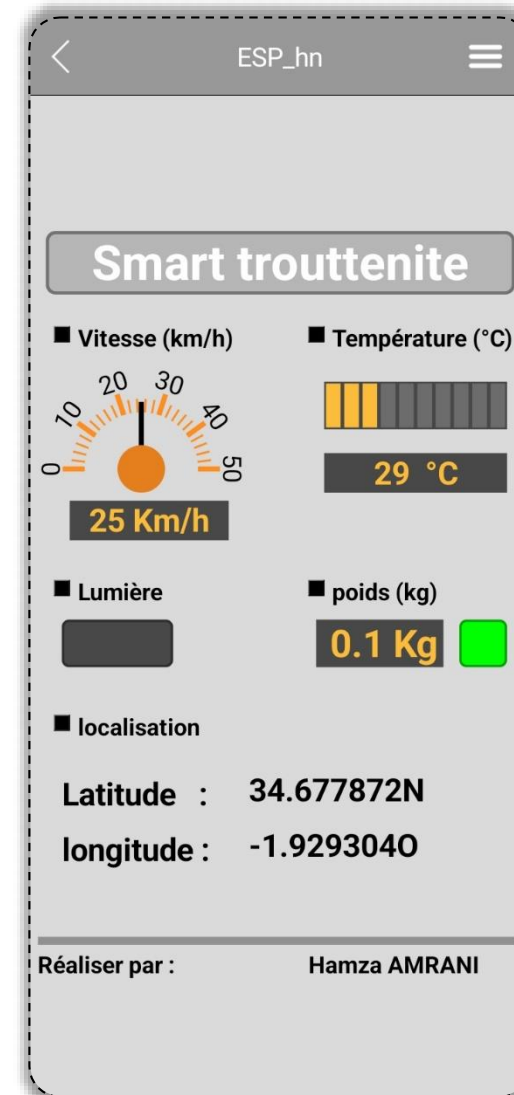 ESP_hn
Smart trouttenite
Vitesse (km/h)
Température (°C)
0 10 20 30 40 50
29 °C
25 Km/h
Lumière
poids (kg)
0.1 Kg
localisation
Latitude : 34.677872N
longitude : -1.929304O
Réaliser par : Hamza AMRANI